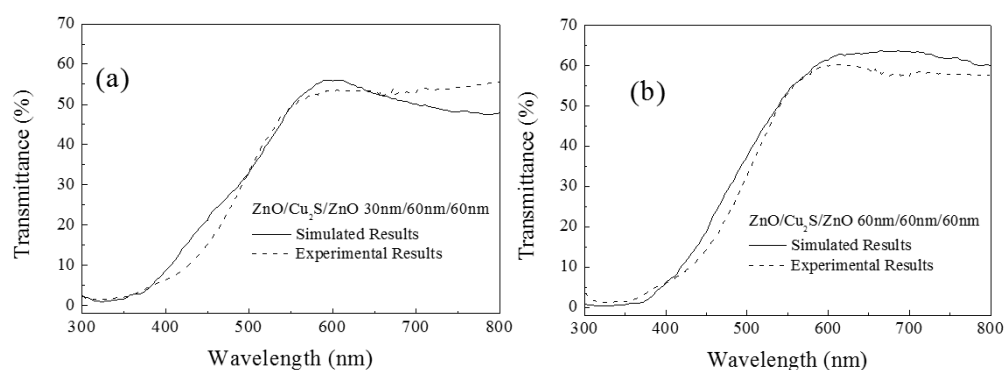 (a)
Transmittance (%)
70
60
50
40
30
20
10
0
ZnO/Cu₂S/ZnO 30nm/60nm/60nm
Simulated Results
Experimental Results
300 400 500 600 700 800
Wavelength (nm)
(b)
Transmittance (%)
70
60
50
40
30
20
10
0
ZnO/Cu₂S/ZnO 60nm/60nm/60nm
Simulated Results
Experimental Results
300 400 500 600 700 800
Wavelength (nm)